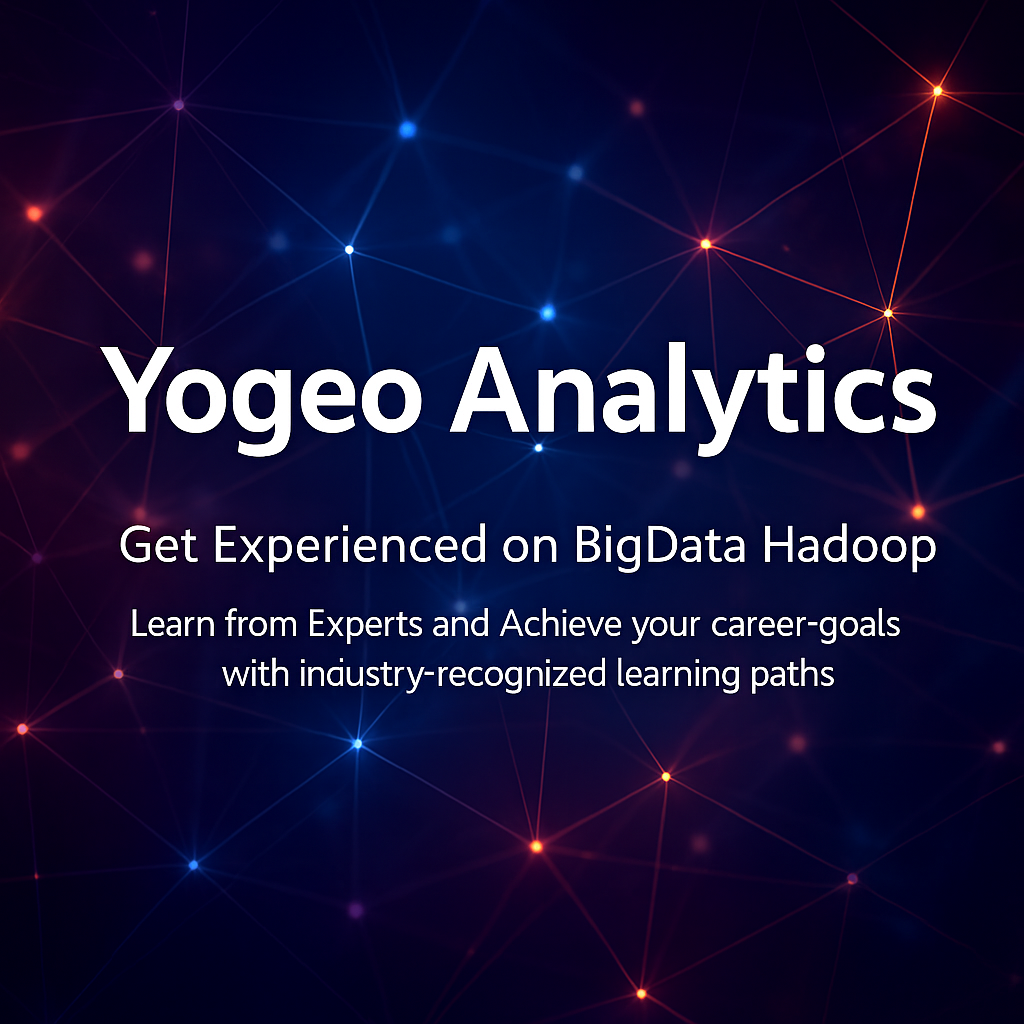 Yogeo Analytics
Get Experienced on BigData Hadoop
Learn from Experts and Achieve your career-goals
with industry-recognized learning paths